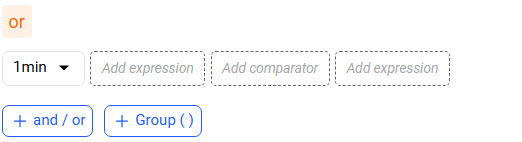 or
1min Add expression Add comparator Add expression
+ and / or + Group ( )